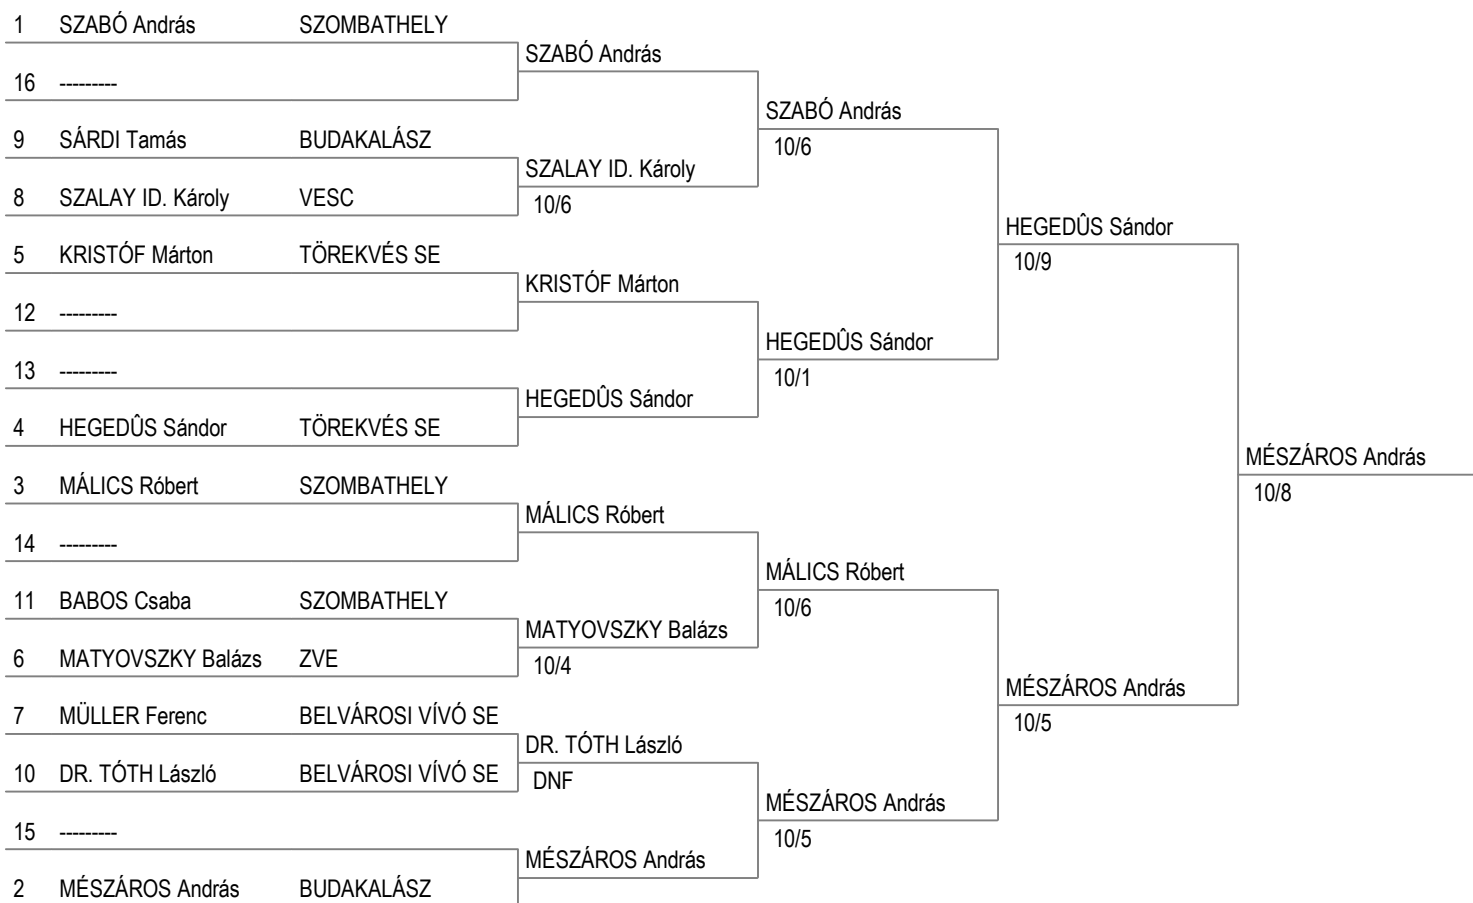 1 SZABÓ András SZOMBATHELY
SZABÓ András
16 ---------
SZABÓ András
9 SÁRDI Tamás BUDAKALÁSZ
10/6
SZALAY ID. Károly
8 SZALAY ID. Károly VESC
10/6
HEGEDÛS Sándor
5 KRISTÓF Márton TÖREKVÉS SE
10/9
KRISTÓF Márton
12 ---------
HEGEDÛS Sándor
13 ---------
10/1
HEGEDÛS Sándor
4 HEGEDÛS Sándor TÖREKVÉS SE
MÉSZÁROS András
3 MÁLICS Róbert SZOMBATHELY
10/8
MÁLICS Róbert
14 ---------
MÁLICS Róbert
11 BABOS Csaba SZOMBATHELY
10/6
MATYOVSZKY Balázs
6 MATYOVSZKY Balázs ZVE
10/4
MÉSZÁROS András
7 MÜLLER Ferenc BELVÁROSI VÍVÓ SE
10/5
DR. TÓTH László
10 DR. TÓTH László BELVÁROSI VÍVÓ SE
DNF
MÉSZÁROS András
15 ---------
10/5
MÉSZÁROS András
2 MÉSZÁROS András BUDAKALÁSZ